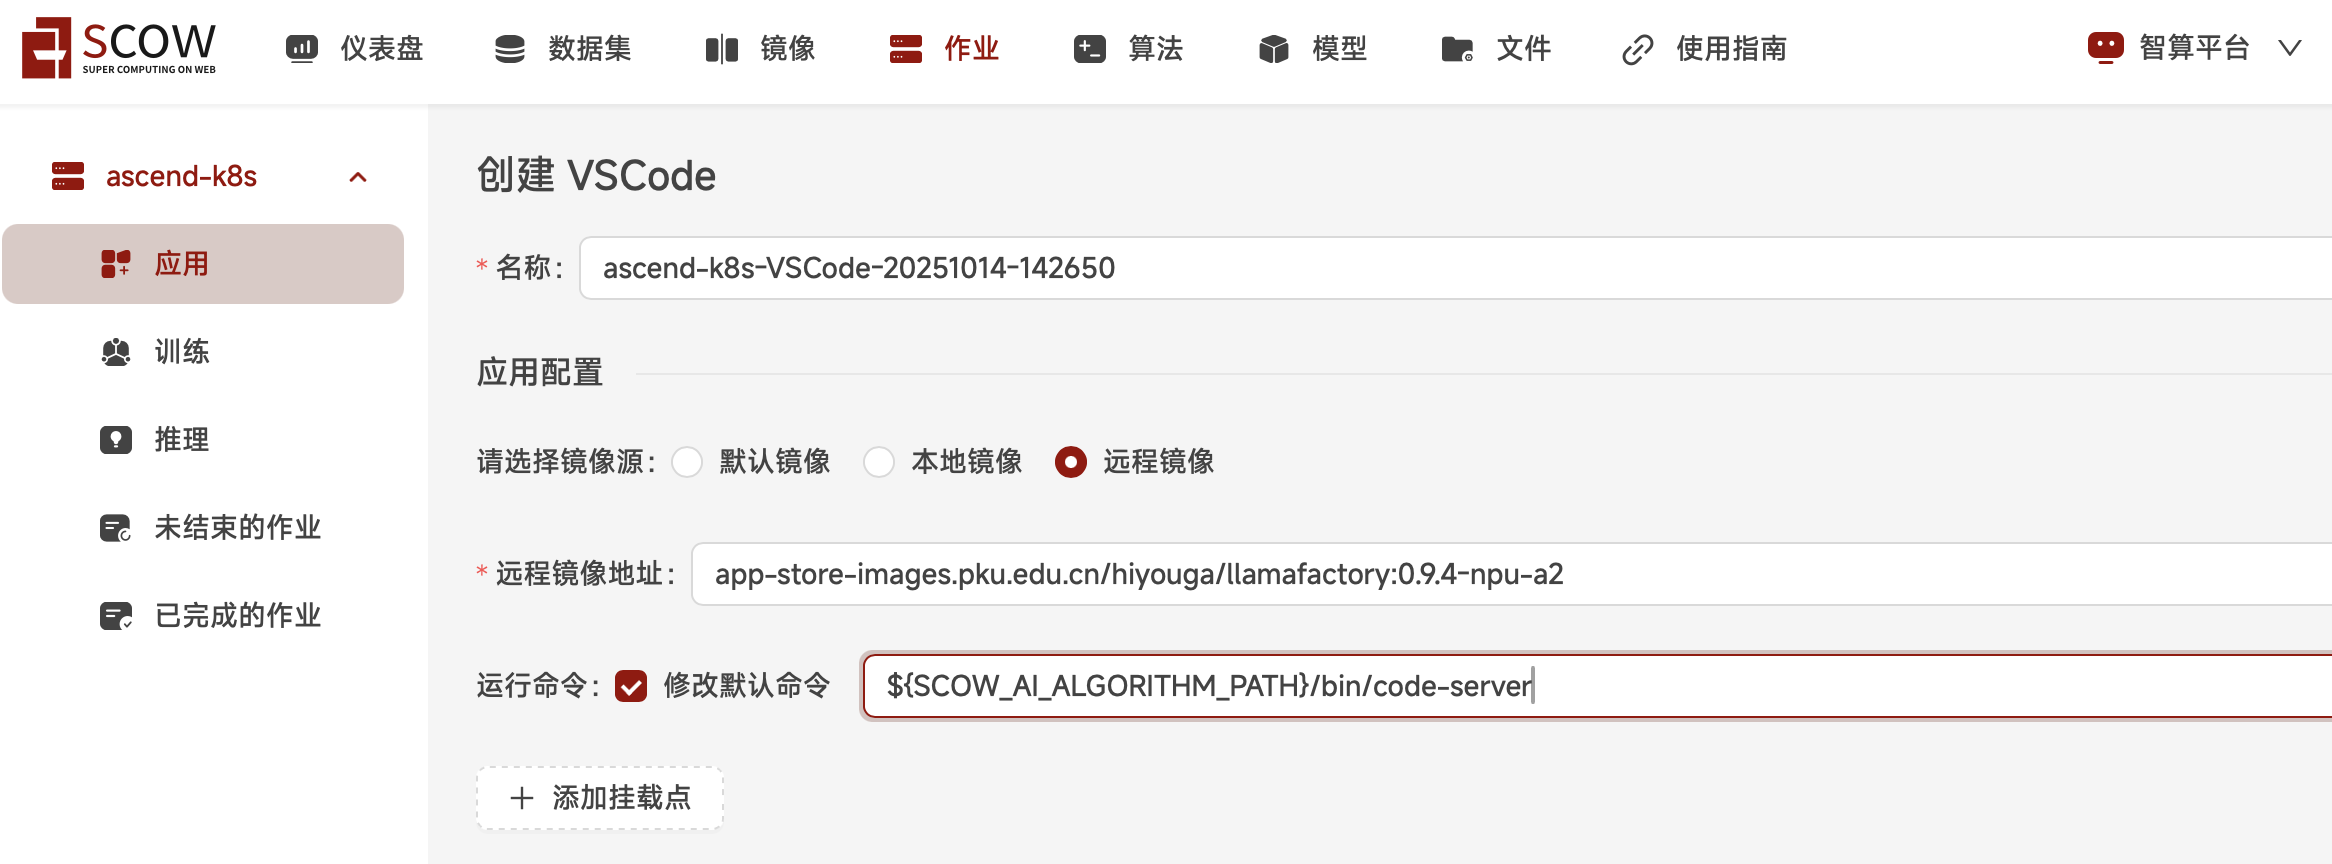 SCOW
SUPER COMPUTING ON WEB
仪表盘
数据集
镜像
作业
算法
模型
文件
使用指南
智算平台
ascend-k8s
应用
训练
推理
未结束的作业
已完成的作业
创建 VSCode
* 名称： ascend-k8s-VSCode-20251014-142650
应用配置
请选择镜像源： 默认镜像 本地镜像 远程镜像
* 远程镜像地址： app-store-images.pku.edu.cn/hiyouga/llamafactory:0.9.4-npu-a2
运行命令： 修改默认命令 ${SCOW_AI_ALGORITHM_PATH}/bin/code-server
+ 添加挂载点